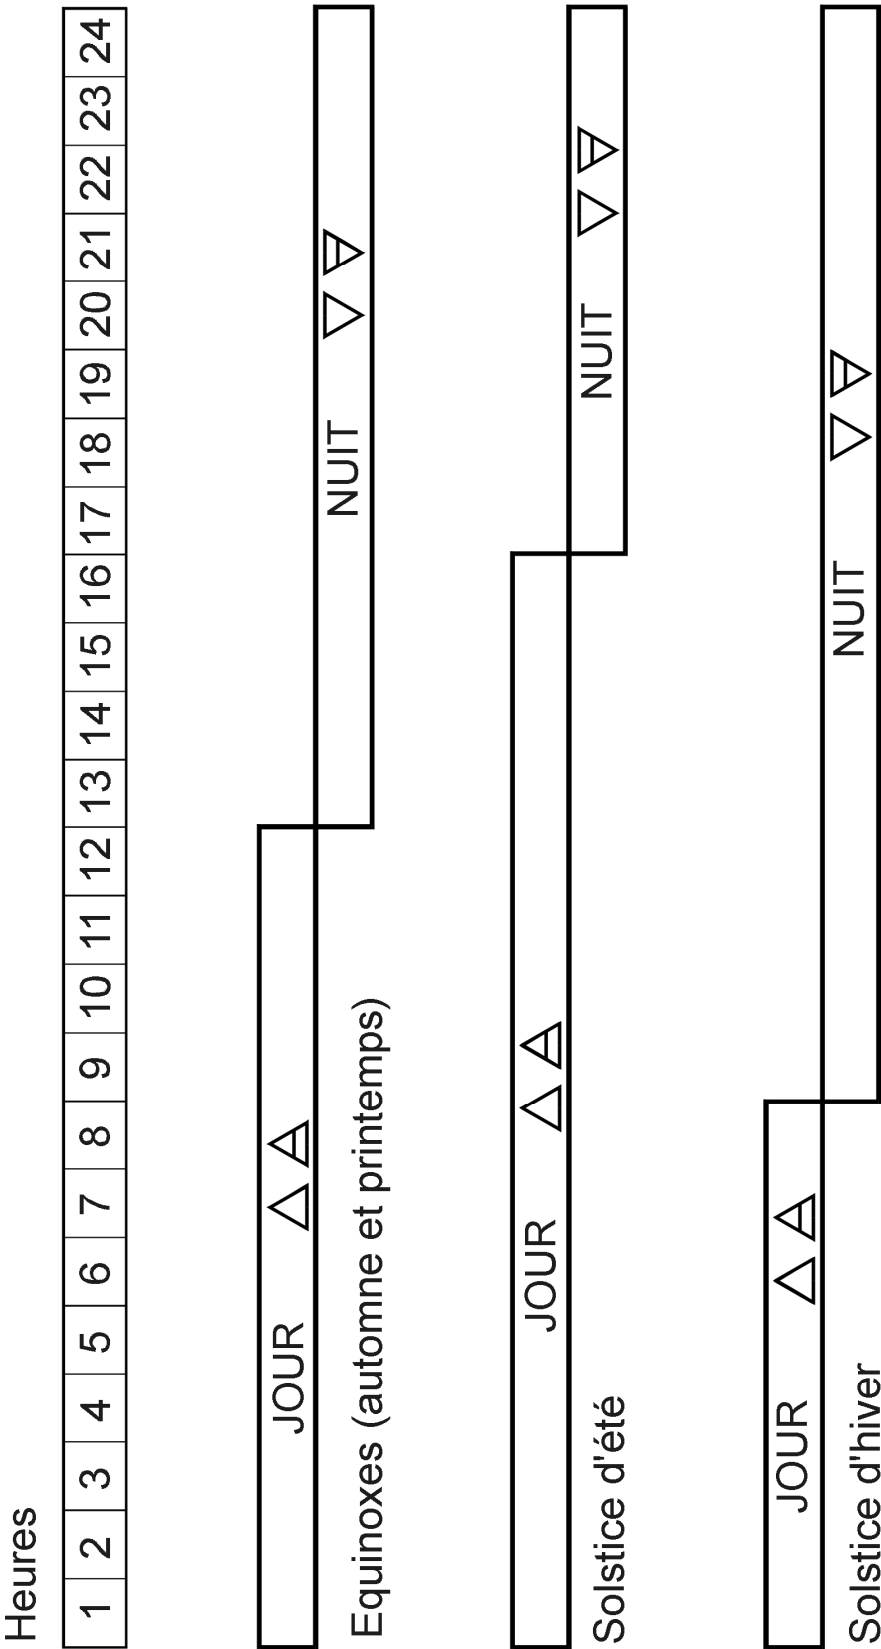 Heures
1 2 3 4 5 6 7 8 9 10 11 12 13 14 15 16 17 18 19 20 21 22 23 24
JOUR
NUIT
Equinoxes (automne et printemps)
JOUR
NUIT
Solstice d'été
JOUR
NUIT
Solstice d'hiver